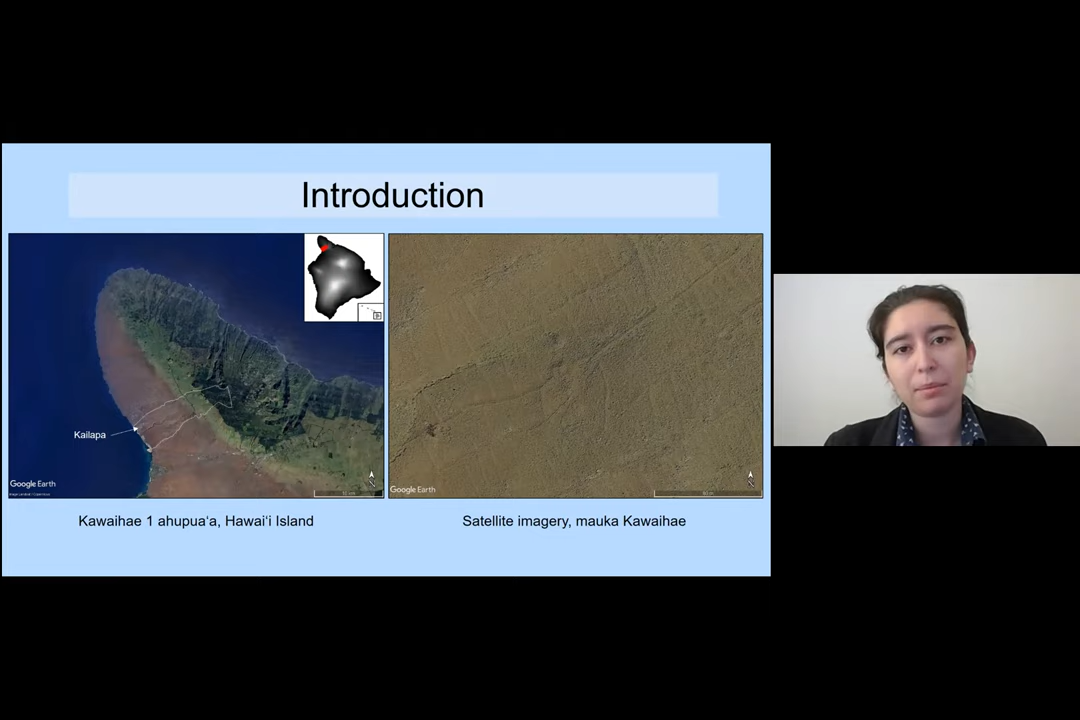 Introduction
Kailapa
Google Earth
Google Earth
Kawaihae 1 ahupuaʻa, Hawaiʻi Island
Satellite imagery, mauka Kawaihae